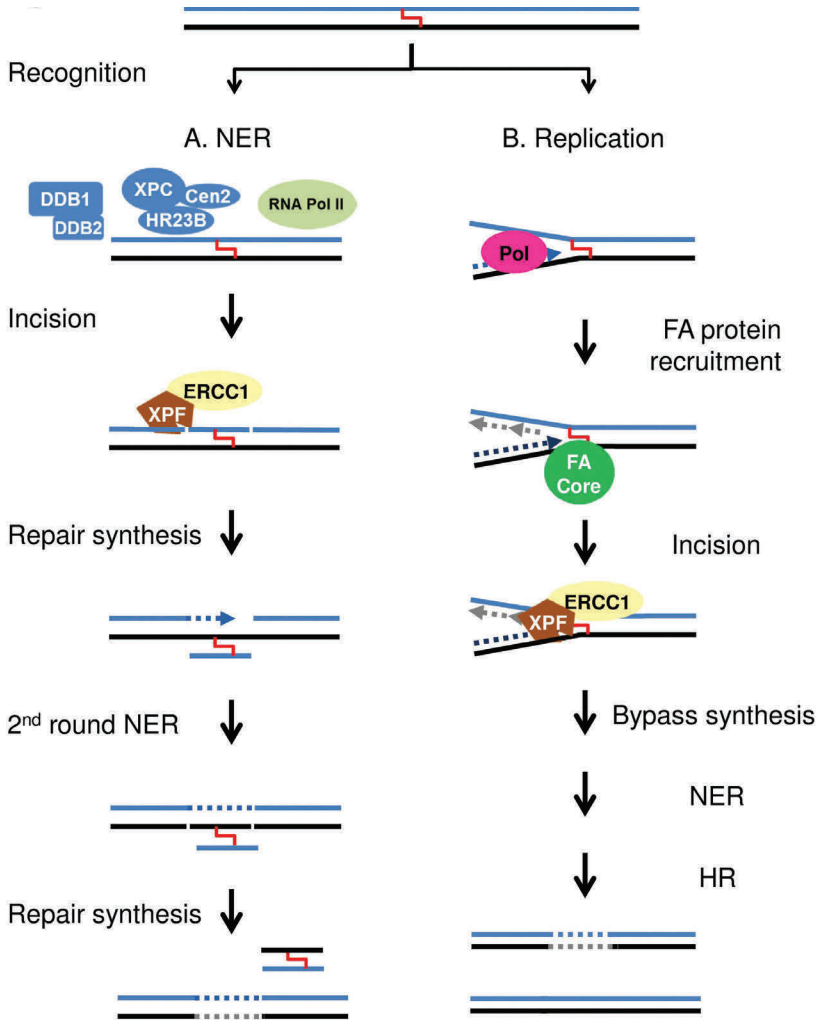 Recognition
A. NER
B. Replication
DDB1
DDB2
XPC
Cen2
HR23B
RNA Pol II
Pol
Incision
FA protein
recruitment
ERCC1
XPF
FA
Core
Repair synthesis
Incision
ERCC1
XPF
2nd round NER
Bypass synthesis
NER
HR
Repair synthesis